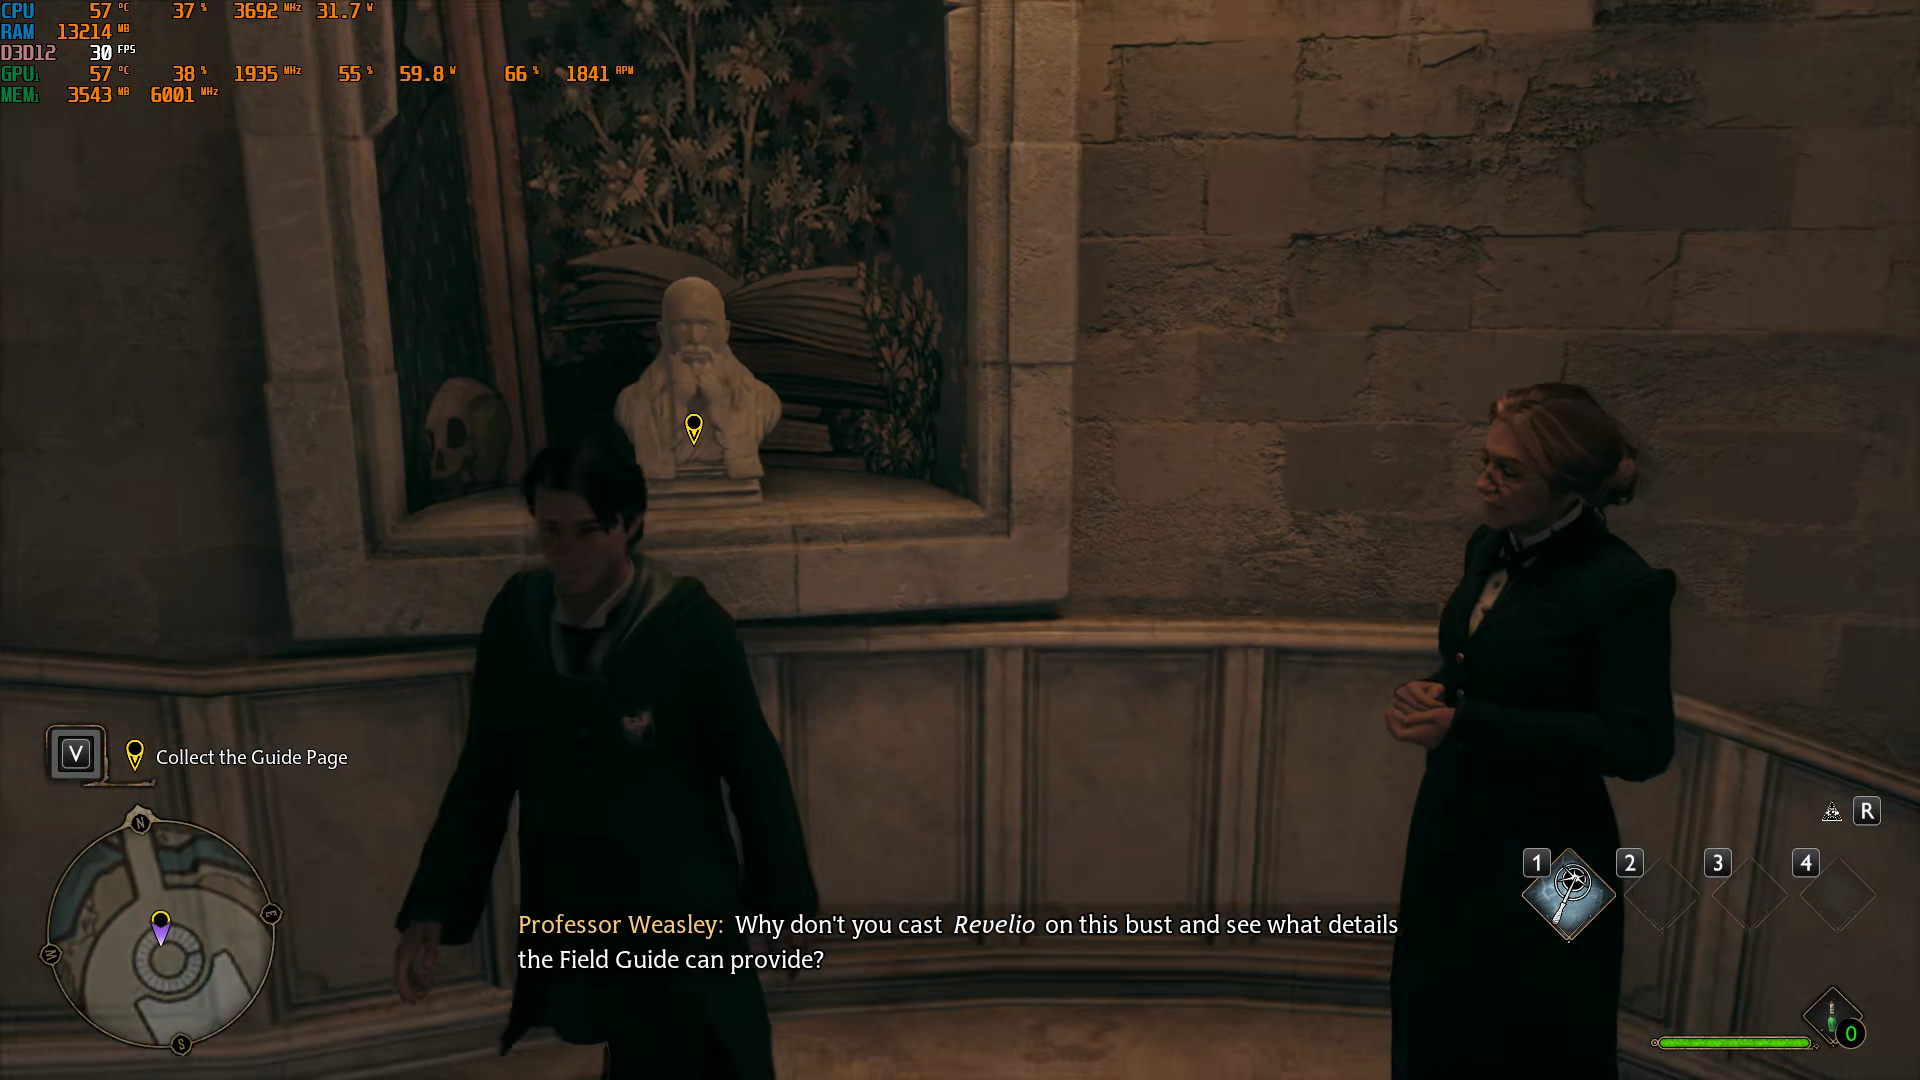 CPU 57 °C 37 % 3692 MHz 31.7 W
RAM 13214 MB
D3D12 30 FPS
GPU1 57 °C 38 % 1935 MHz 55 % 59.8 W 66 % 1841 RPM
MEM1 3543 MB 6001 MHz
V Collect the Guide Page
N
E
W
S
R
1 2 3 4
Professor Weasley: Why don't you cast Revelio on this bust and see what details
the Field Guide can provide?
0